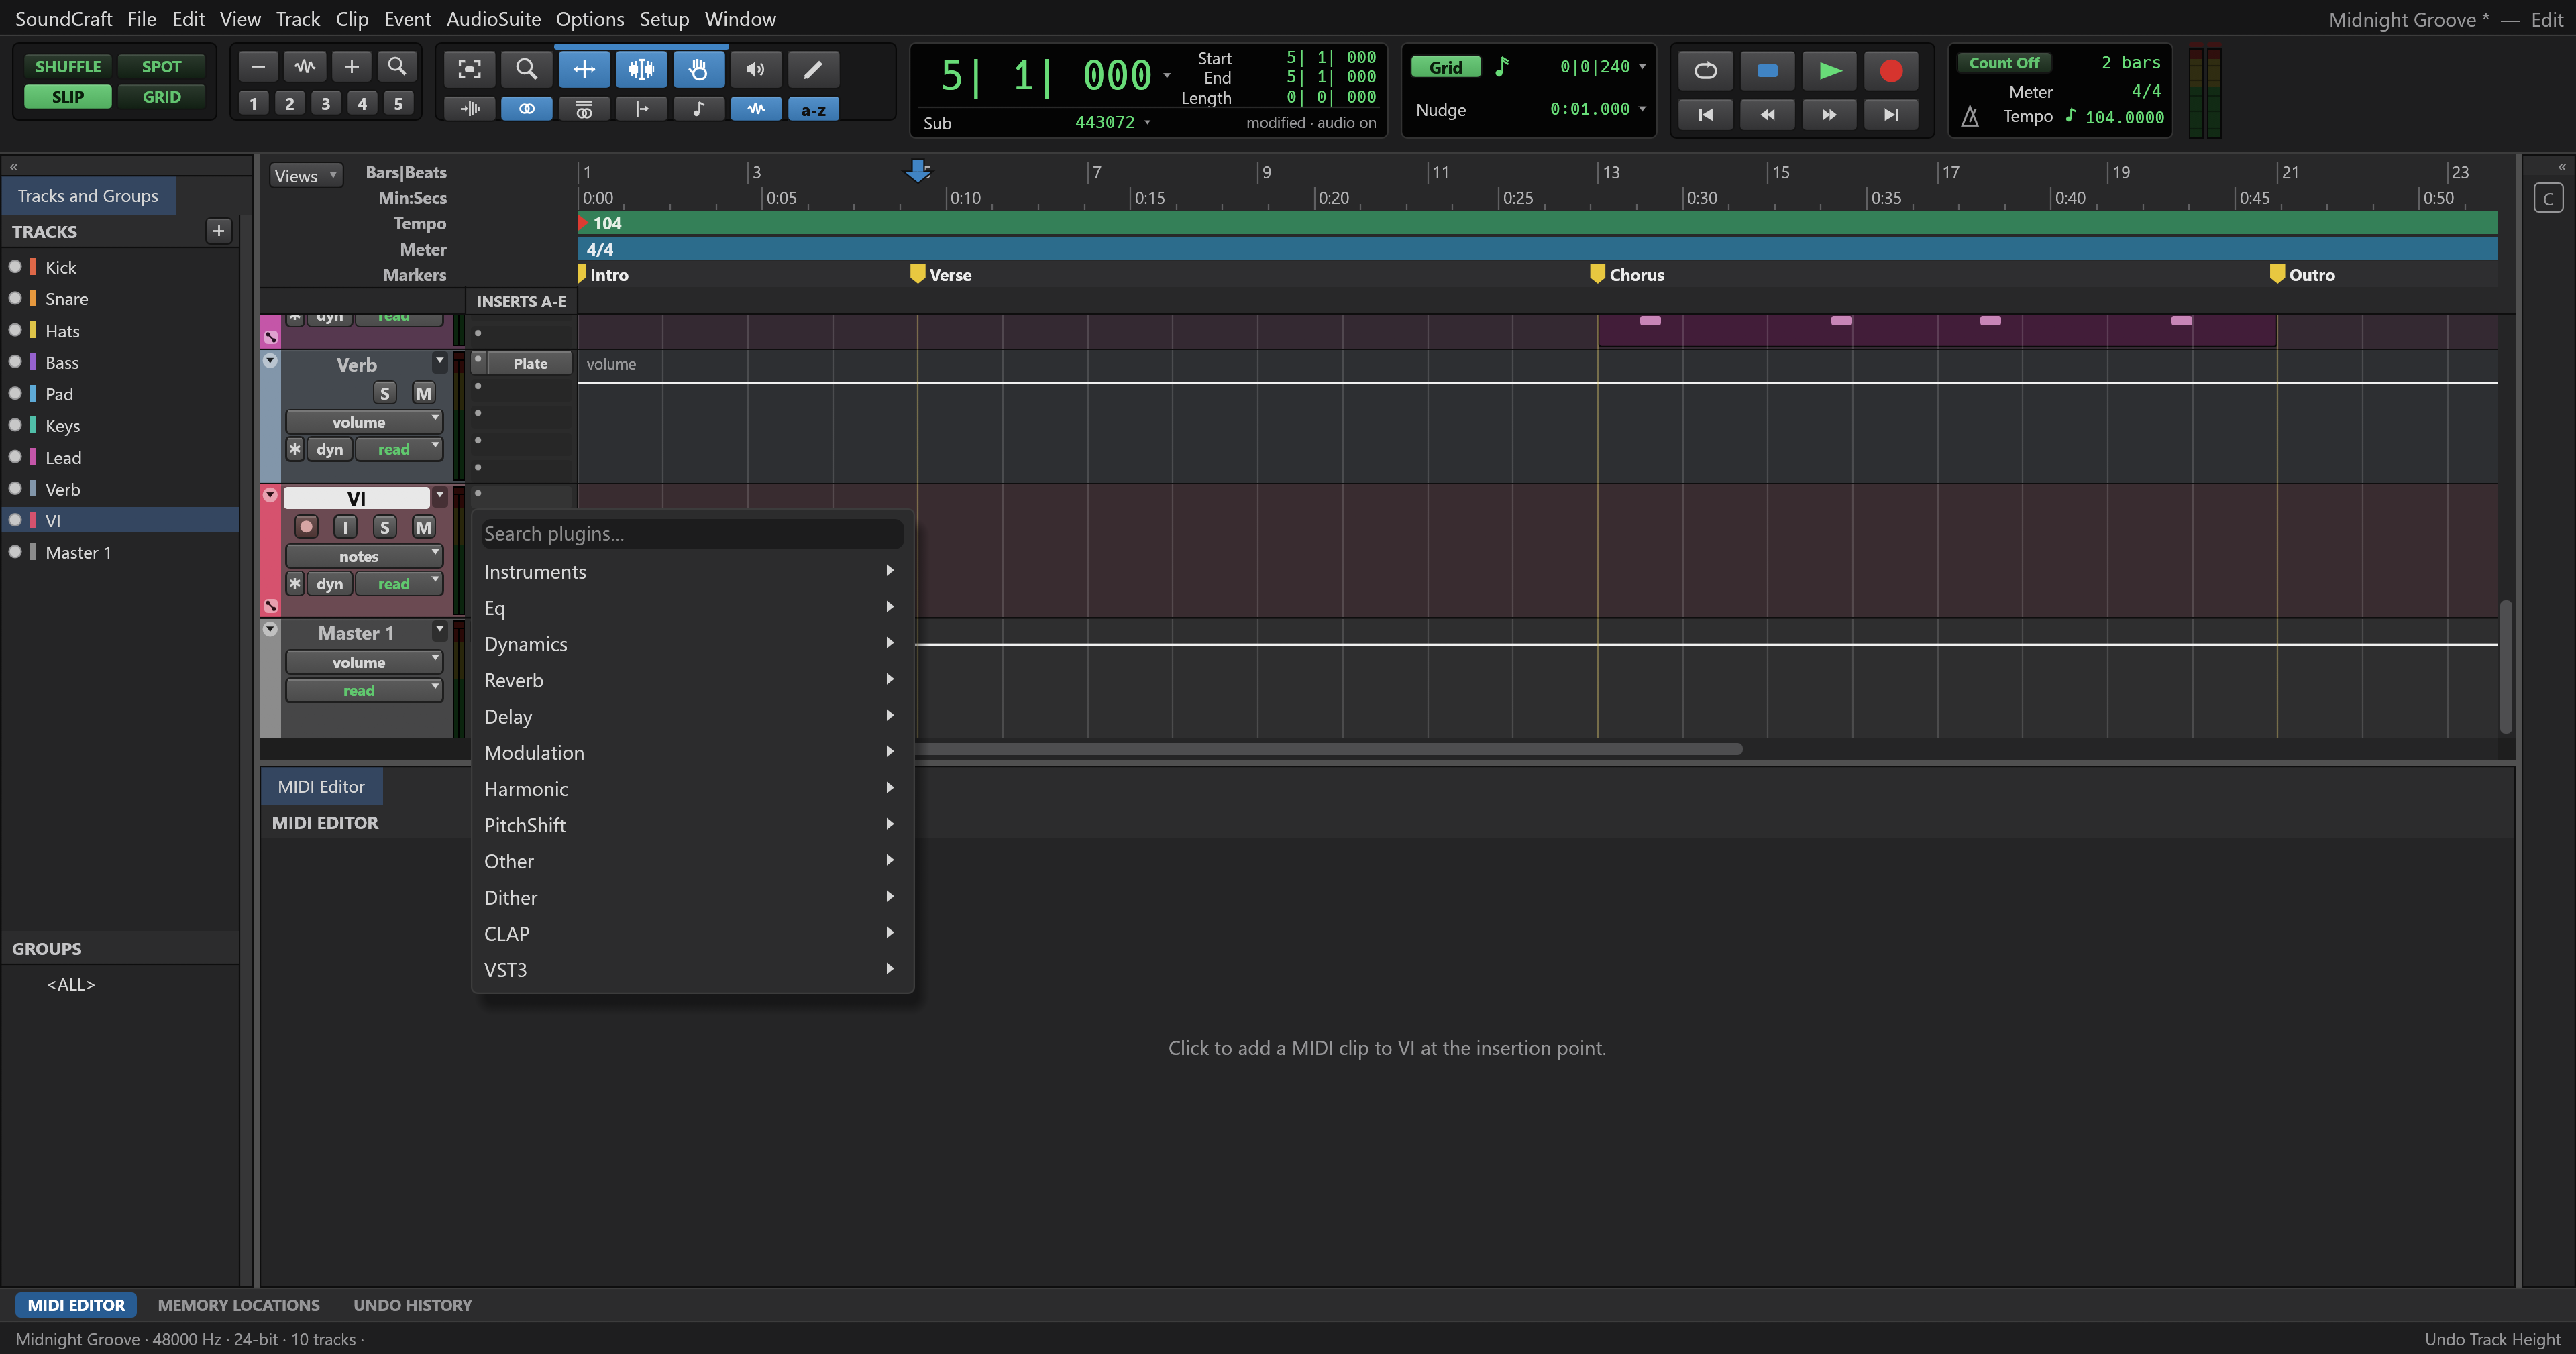 SoundCraft File Edit View Track Clip Event AudioSuite Options Setup Window
Midnight Groove * — Edit
SHUFFLE SPOT
SLIP GRID
1 2 3 4 5
a-z
5| 1| 000
Start 5| 1| 000
End 5| 1| 000
Length 0| 0| 000
Sub 443072
modified · audio on
Grid 0|0|240
Nudge 0:01.000
Count Off 2 bars
Meter 4/4
Tempo 104.0000
Tracks and Groups
TRACKS +
Kick
Snare
Hats
Bass
Pad
Keys
Lead
Verb
VI
Master 1
GROUPS
<ALL>
Views
Bars|Beats
1 3 7 9 11 13 15 17 19 21 23
Min:Secs
0:00 0:05 0:10 0:15 0:20 0:25 0:30 0:35 0:40 0:45 0:50
Tempo 104
Meter 4/4
Markers Intro Verse Chorus Outro
INSERTS A-E
* dyn read
Verb
S M
volume
* dyn read
Plate
volume
VI
I S M
notes
* dyn read
Master 1
volume
read
Search plugins...
Instruments
Eq
Dynamics
Reverb
Delay
Modulation
Harmonic
PitchShift
Other
Dither
CLAP
VST3
C
MIDI Editor
MIDI EDITOR
Click to add a MIDI clip to VI at the insertion point.
MIDI EDITOR MEMORY LOCATIONS UNDO HISTORY
Midnight Groove · 48000 Hz · 24-bit · 10 tracks ·
Undo Track Height